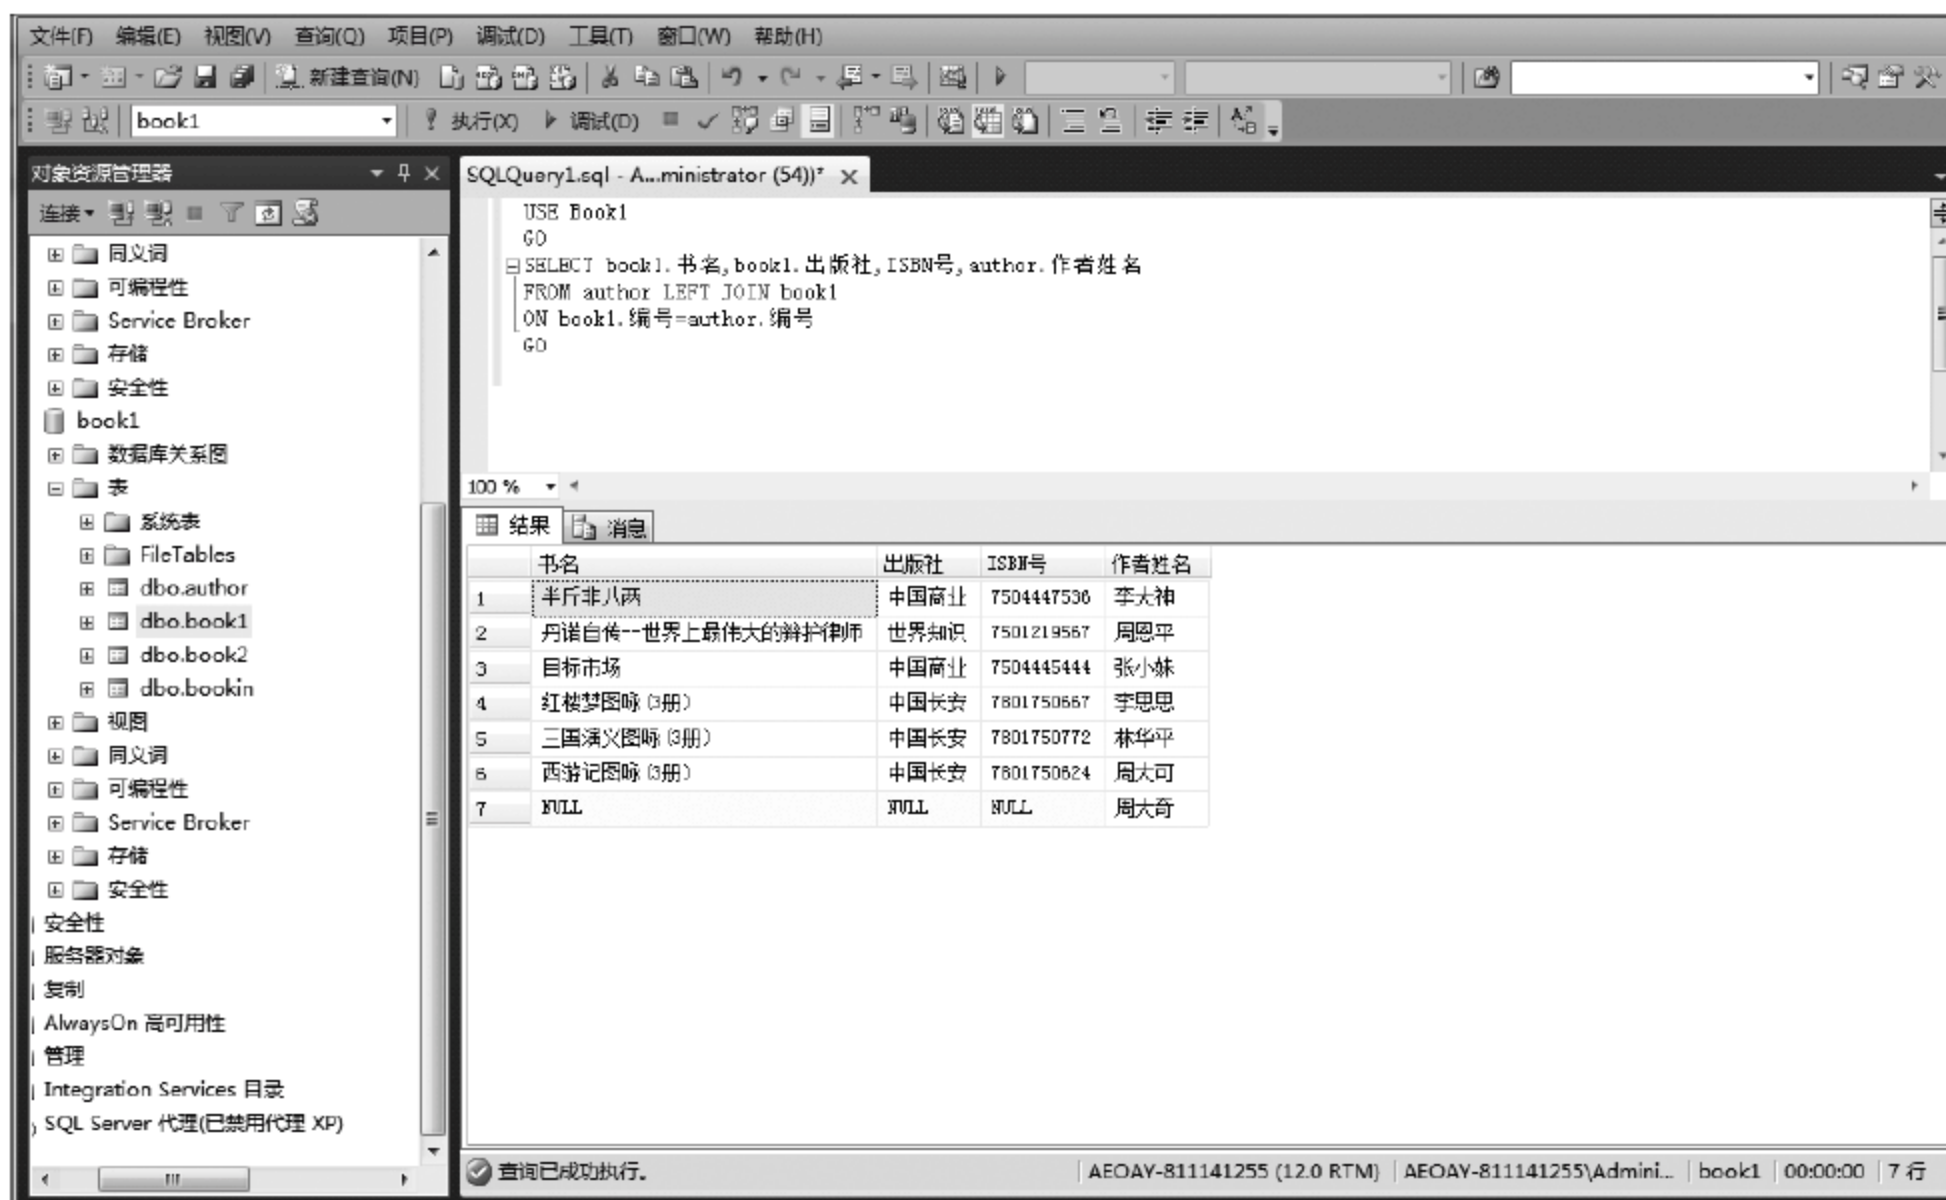 文件(F) 编辑(E) 视图(V) 查询(Q) 项目(P) 调试(D) 工具(T) 窗口(W) 帮助(H)
新建查询(N)
book1 执行(X) 调试(D)
对象资源管理器
连接
同义词
可编程性
Service Broker
存储
安全性
book1
数据库关系图
表
系统表
FileTables
dbo.author
dbo.book1
dbo.book2
dbo.bookin
视图
同义词
可编程性
Service Broker
存储
安全性
安全性
服务器对象
复制
AlwaysOn 高可用性
管理
Integration Services 目录
SQL Server 代理(已禁用代理 XP)
SQLQuery1.sql - A...ministrator (54))*
USE Book1
GO
SELECT book1.书名,book1.出版社,ISBN号,author.作者姓名
FROM author LEFT JOIN book1
ON book1.编号=author.编号
GO
100 %
结果 消息
书名 出版社 ISBN号 作者姓名
1 半斤非八两 中国商业 7504447536 李大神
2 丹诺自传--世界上最伟大的辩护律师 世界知识 7501219567 周恩平
3 目标市场 中国商业 7504445444 张小妹
4 红楼梦图咏(3册) 中国长安 7801750667 李思思
5 三国演义图咏(3册) 中国长安 7801750772 林华平
6 西游记图咏(3册) 中国长安 7801750624 周大可
7 NULL NULL NULL 周大奇
查询已成功执行。 AEOAY-811141255 (12.0 RTM) AEOAY-811141255\Admini... book1 00:00:00 7 行